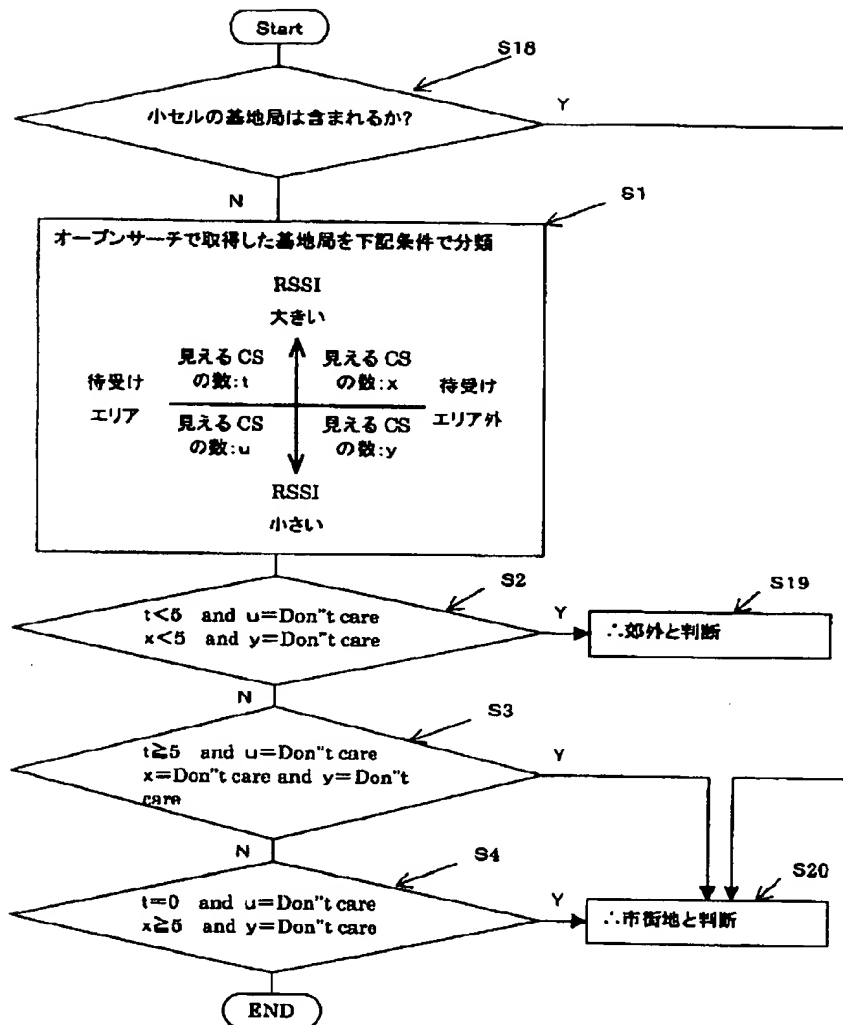 Start
S18
小セルの基地局は含まれるか?
Y
N
S1
オープンサーチで取得した基地局を下記条件で分類
RSSI
大きい
見える CS
の数:t
見える CS
の数:x
待受け
エリア
待受け
エリア外
見える CS
の数:u
見える CS
の数:y
RSSI
小さい
S2
t<5 and u=Don"t care
x<5 and y=Don"t care
Y
S19
∴郊外と判断
N
S3
t≧5 and u=Don"t care
x=Don"t care and y=Don"t
care
Y
N
S4
t=0 and u=Don"t care
x≧5 and y=Don"t care
Y
S20
∴市街地と判断
END